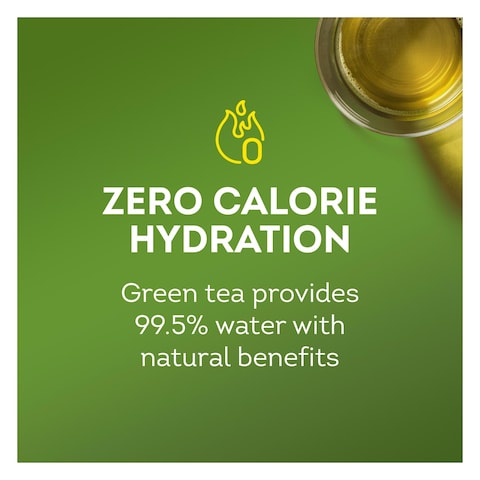 ZERO CALORIE
HYDRATION
Green tea provides
99.5% water with
natural benefits